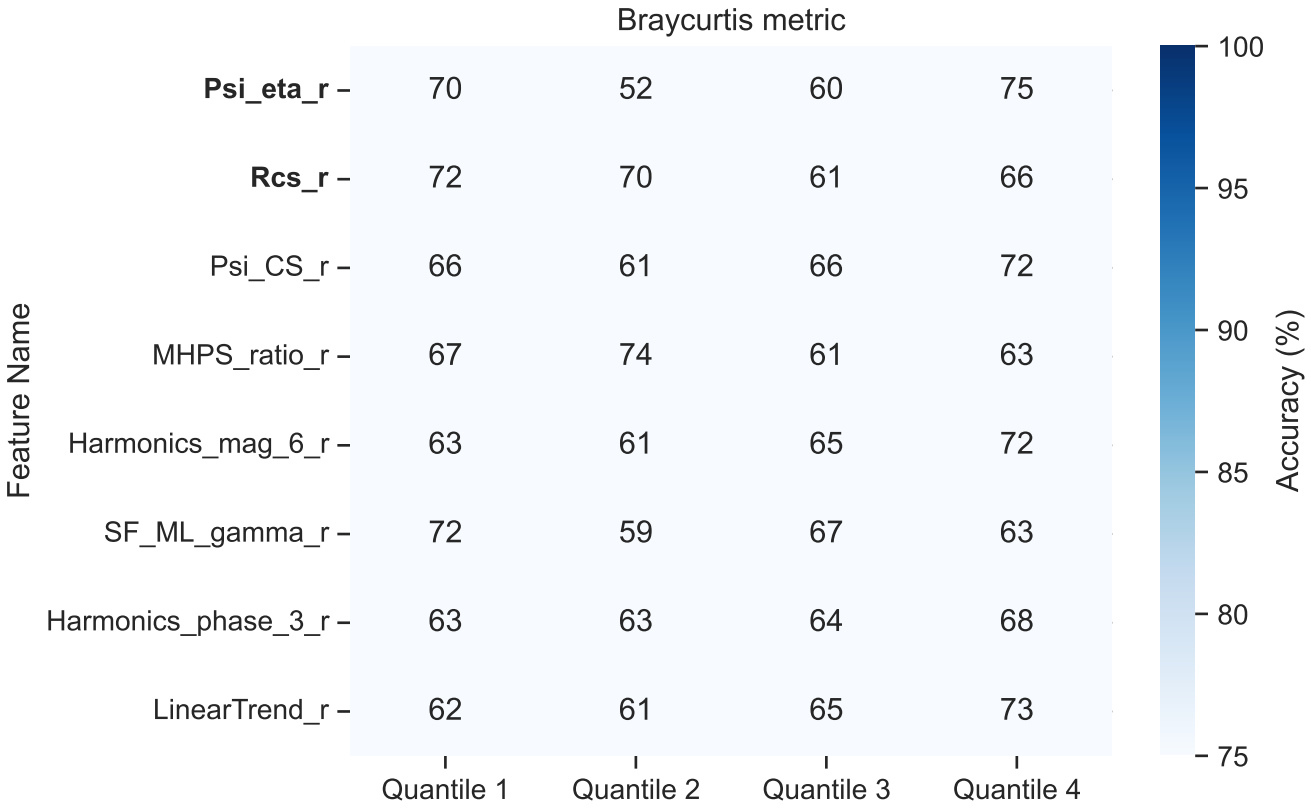 Braycurtis metric
Feature Name
Psi_eta_r 70 52 60 75
Rcs_r 72 70 61 66
Psi_CS_r 66 61 66 72
MHPS_ratio_r 67 74 61 63
Harmonics_mag_6_r 63 61 65 72
SF_ML_gamma_r 72 59 67 63
Harmonics_phase_3_r 63 63 64 68
LinearTrend_r 62 61 65 73
Quantile 1 Quantile 2 Quantile 3 Quantile 4
100
95
90
85
80
75
Accuracy (%)